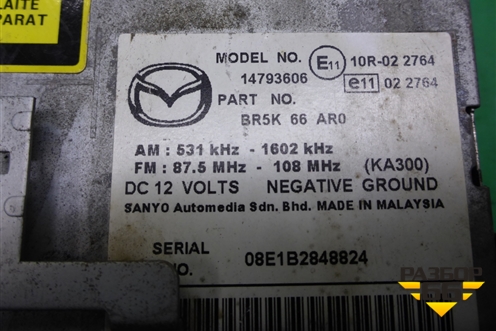 LAITE
PARAT
MODEL NO.
14793606
E11 10R-02 2764
e11 02 2764
PART NO.
BR5K 66 AR0
AM : 531 kHz - 1602 kHz
FM : 87.5 MHz - 108 MHz (KA300)
DC 12 VOLTS NEGATIVE GROUND
SANYO Automedia Sdn. Bhd. MADE IN MALAYSIA
SERIAL
NO.
08E1B2848824
РАЗБОР